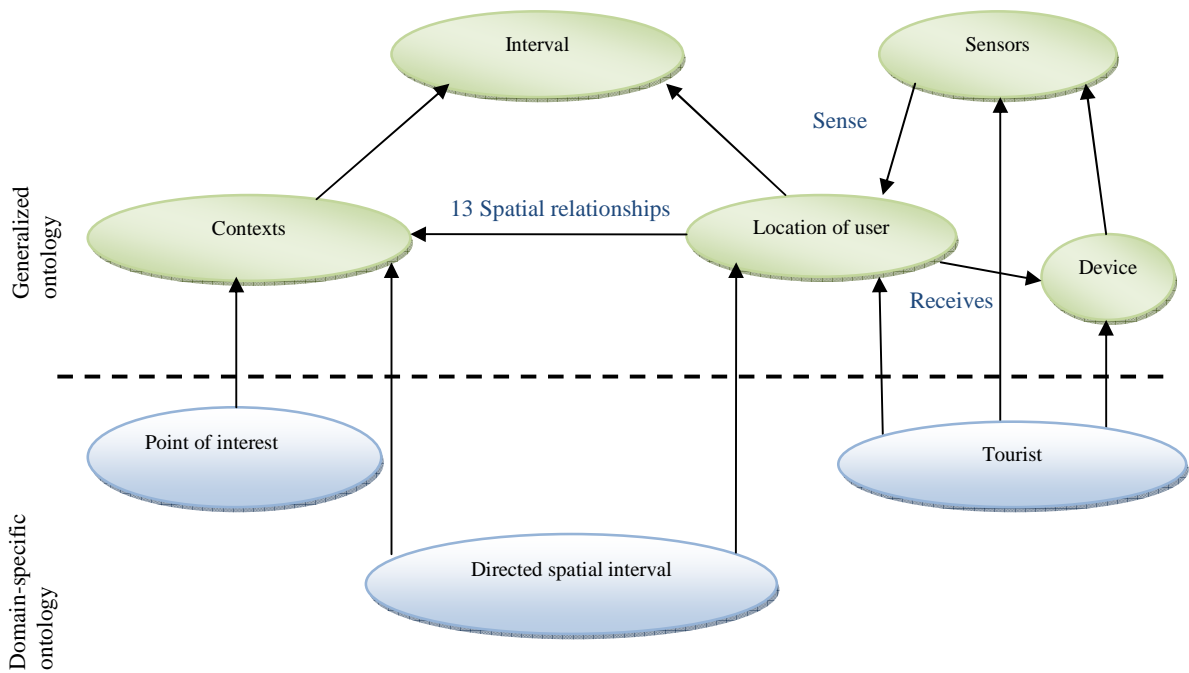 Interval
Sensors
Sense
Generalized
ontology
Contexts
13 Spatial relationships
Location of user
Device
Receives
Point of interest
Tourist
Domain-specific
ontology
Directed spatial interval